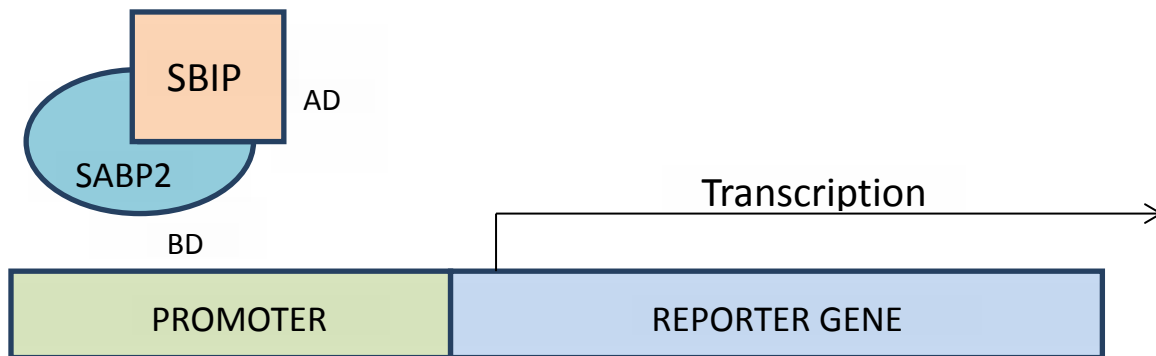 SBIP
AD
SABP2
Transcription
BD
PROMOTER
REPORTER GENE